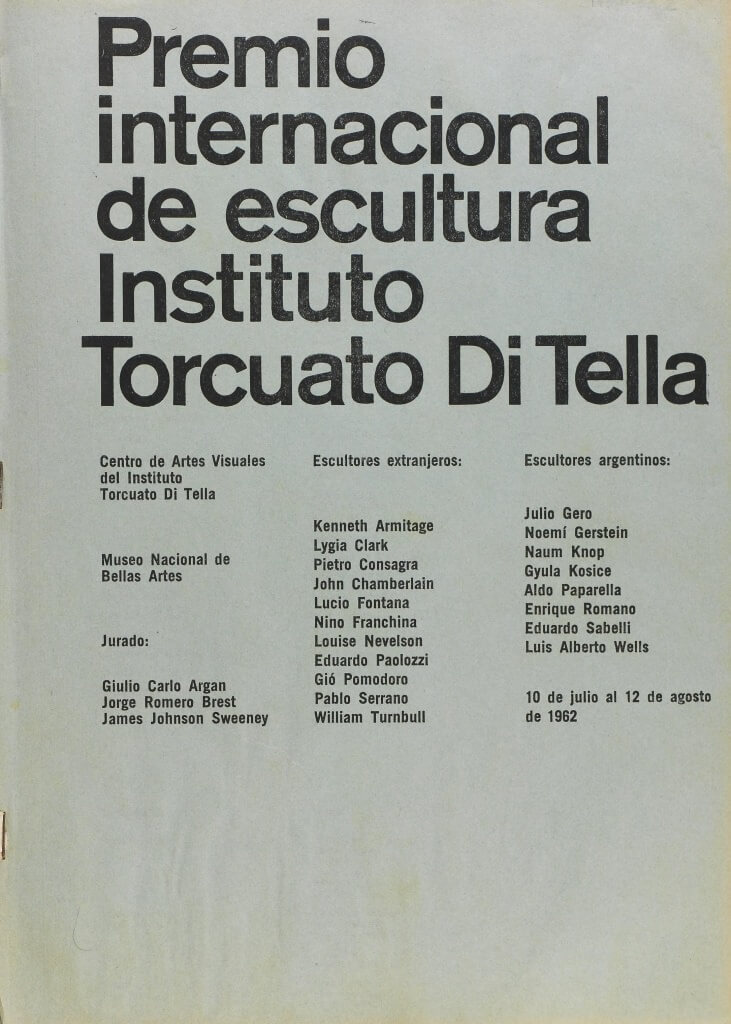 Premio
internacional
de escultura
Instituto
Torcuato Di Tella
Centro de Artes Visuales
del Instituto
Torcuato Di Tella
Museo Nacional de
Bellas Artes
Jurado:
Giulio Carlo Argan
Jorge Romero Brest
James Johnson Sweeney
Escultores extranjeros:
Kenneth Armitage
Lygia Clark
Pietro Consagra
John Chamberlain
Lucio Fontana
Nino Franchina
Louise Nevelson
Eduardo Paolozzi
Gió Pomodoro
Pablo Serrano
William Turnbull
Escultores argentinos:
Julio Gero
Noemí Gerstein
Naum Knop
Gyula Kosice
Aldo Paparella
Enrique Romano
Eduardo Sabelli
Luis Alberto Wells
10 de julio al 12 de agosto
de 1962